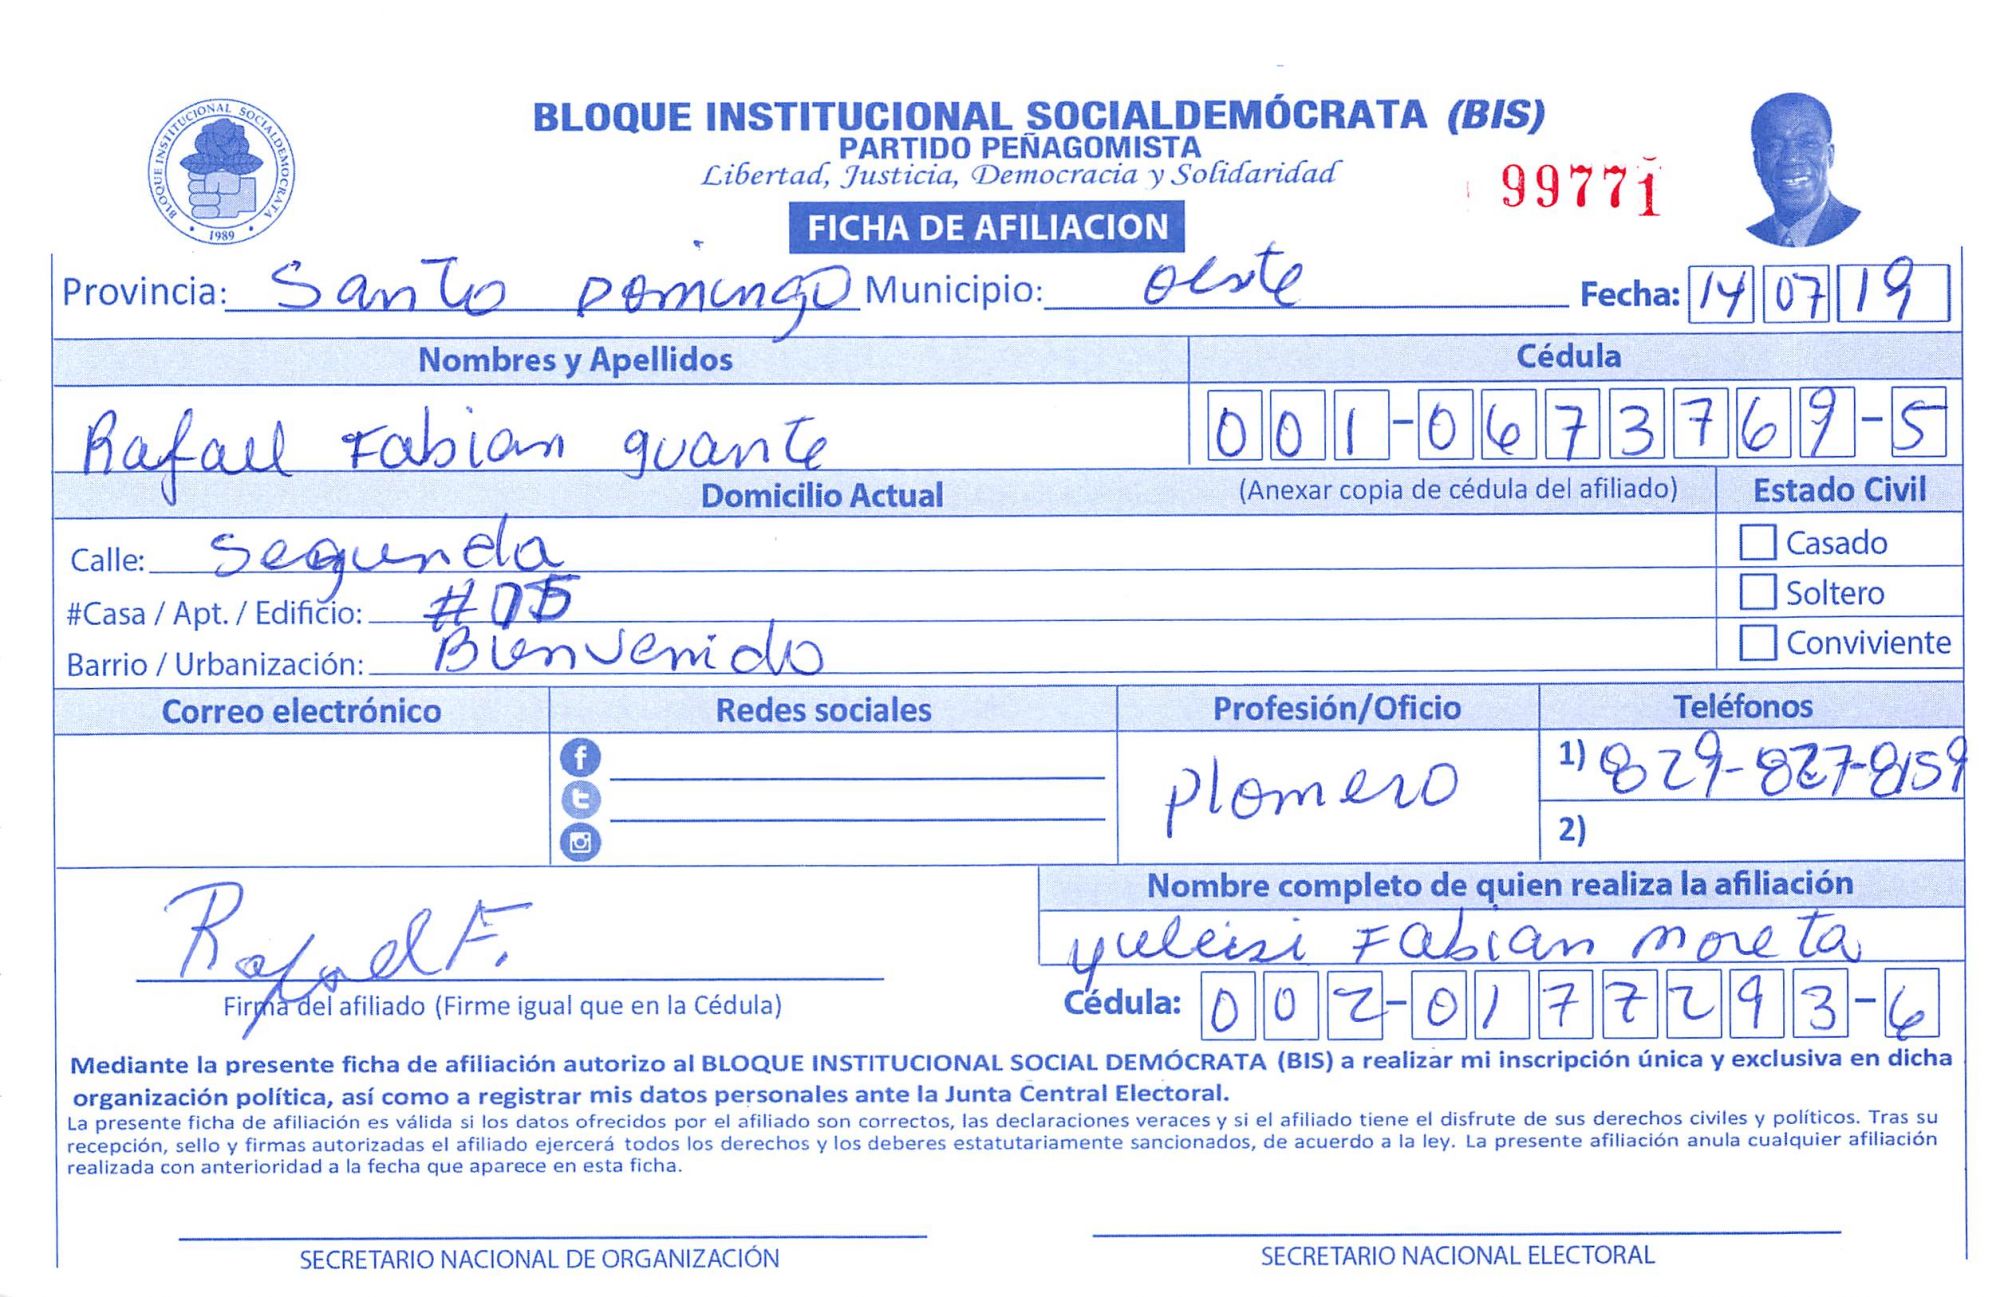 BLOQUE INSTITUCIONAL SOCIALDEMOCRATA
1989
BLOQUE INSTITUCIONAL SOCIALDEMÓCRATA (BIS)
PARTIDO PEÑAGOMISTA
Libertad, Justicia, Democracia y Solidaridad
99771
FICHA DE AFILIACION
Provincia: Santo Domingo Municipio: oeste Fecha: 14 07 19
Nombres y Apellidos Cédula
Rafael Fabian guante 001-0673769-5
Domicilio Actual (Anexar copia de cédula del afiliado) Estado Civil
Calle: Segunda Casado
#Casa / Apt. / Edificio: #05 Soltero
Barrio / Urbanización: Bienvenido Conviviente
Correo electrónico Redes sociales Profesión/Oficio Teléfonos
plomero 1) 829-827-8159
2)
Nombre completo de quien realiza la afiliación
Rafael F. yuleisi Fabian moreta
Firma del afiliado (Firme igual que en la Cédula) Cédula: 002-0177293-6
Mediante la presente ficha de afiliación autorizo al BLOQUE INSTITUCIONAL SOCIAL DEMÓCRATA (BIS) a realizar mi inscripción única y exclusiva en dicha
organización política, así como a registrar mis datos personales ante la Junta Central Electoral.
La presente ficha de afiliación es válida si los datos ofrecidos por el afiliado son correctos, las declaraciones veraces y si el afiliado tiene el disfrute de sus derechos civiles y políticos. Tras su
recepción, sello y firmas autorizadas el afiliado ejercerá todos los derechos y los deberes estatutariamente sancionados, de acuerdo a la ley. La presente afiliación anula cualquier afiliación
realizada con anterioridad a la fecha que aparece en esta ficha.
SECRETARIO NACIONAL DE ORGANIZACIÓN SECRETARIO NACIONAL ELECTORAL